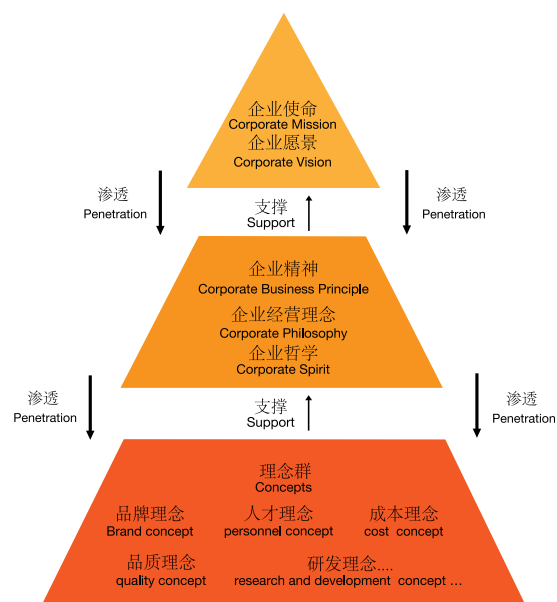 企业使命
Corporate Mission
企业愿景
Corporate Vision
渗透
Penetration
支撑
Support
渗透
Penetration
企业精神
Corporate Business Principle
企业经营理念
Corporate Philosophy
企业哲学
Corporate Spirit
渗透
Penetration
支撑
Support
渗透
Penetration
理念群
Concepts
品牌理念 人才理念 成本理念
Brand concept personnel concept cost concept
品质理念 研发理念....
quality concept research and development concept ...